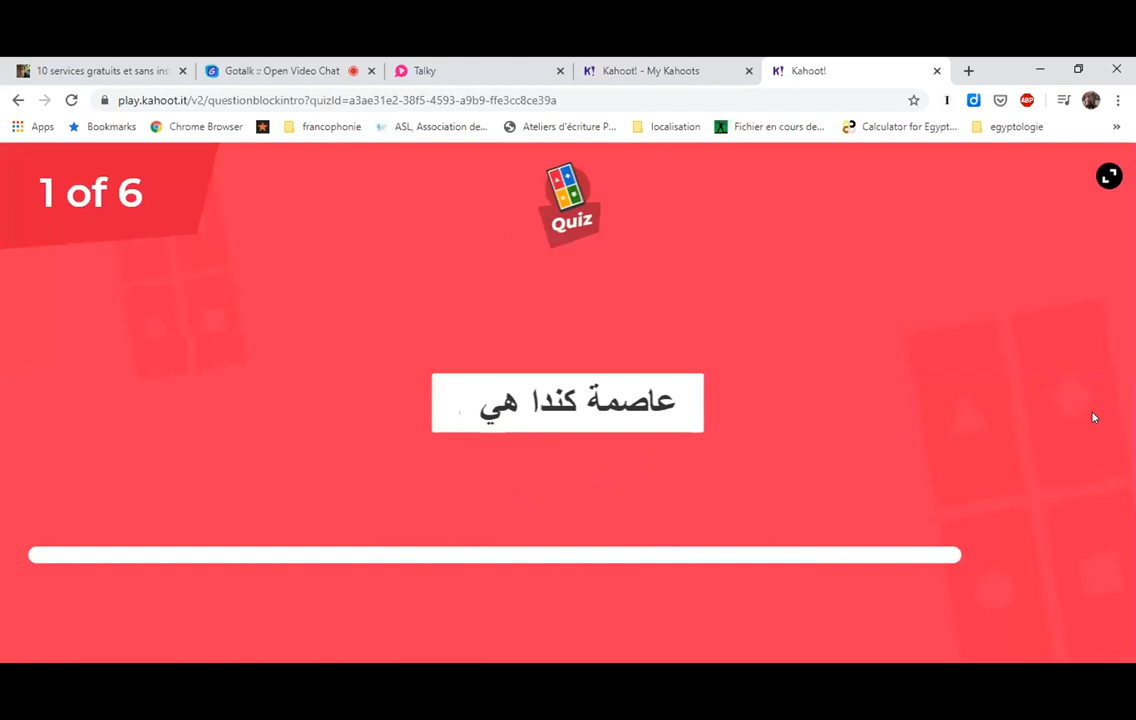 10 services gratuits et sans ins
Gotalk :: Open Video Chat
Talky
Kahoot! - My Kahoots
Kahoot!
play.kahoot.it/v2/questionblockintro?quizId=a3ae31e2-38f5-4593-a9b9-ffe3cc8ce39a
Apps
Bookmarks
Chrome Browser
francophonie
ASL, Association de...
Ateliers d'écriture P...
localisation
Fichier en cours de...
Calculator for Egypt...
egyptologie
»
1 of 6
Quiz
عاصمة كندا هي